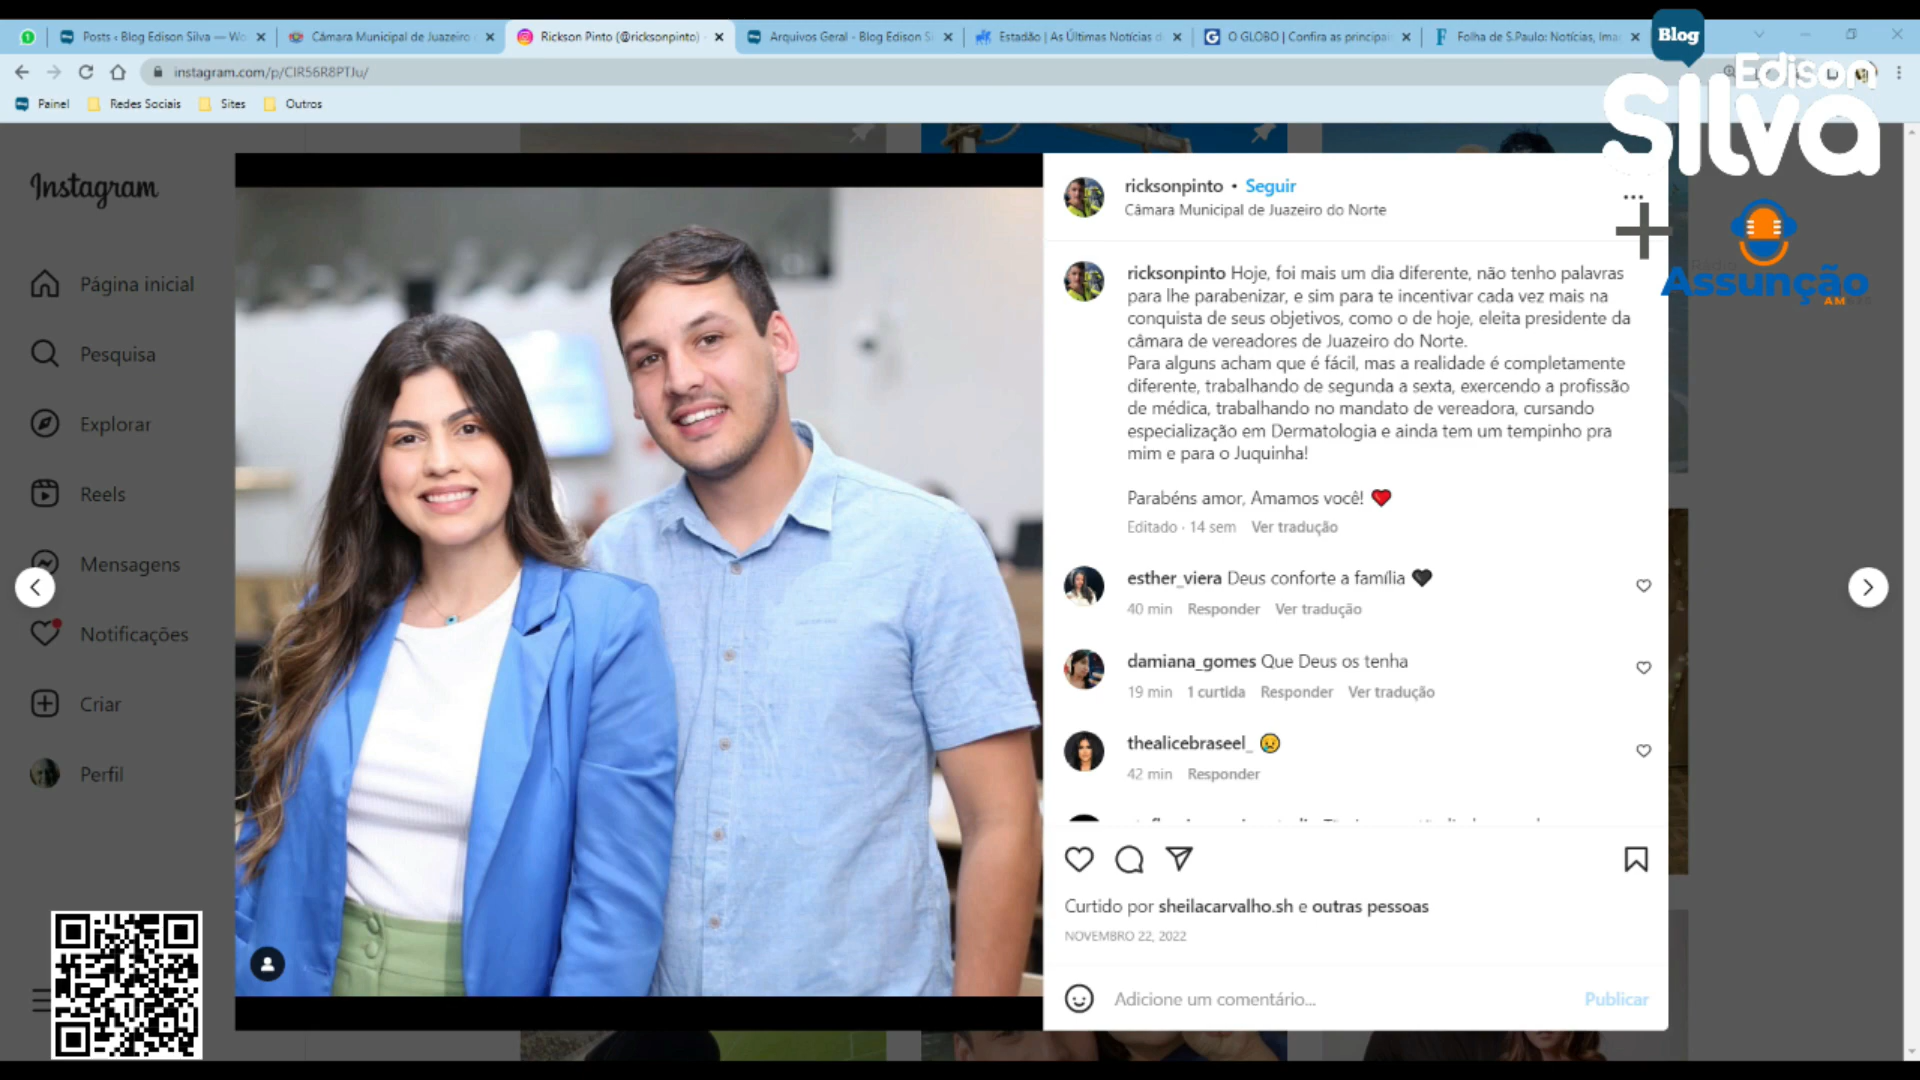 Posts ‹ Blog Edison Silva — Wo
Câmara Municipal de Juazeiro
Rickson Pinto (@ricksonpinto)
Arquivos Geral - Blog Edison S
Estadão | As Últimas Notícias d
O GLOBO | Confira as principai
Folha de S.Paulo: Notícias, Ima
instagram.com/p/ClR56R8PTJu/
Painel
Redes Sociais
Sites
Outros
Blog
Edison
Silva
Rádio
Assunção
AM
Instagram
Página inicial
Pesquisa
Explorar
Reels
Mensagens
Notificações
Criar
Perfil
ricksonpinto • Seguir
Câmara Municipal de Juazeiro do Norte
ricksonpinto Hoje, foi mais um dia diferente, não tenho palavras
para lhe parabenizar, e sim para te incentivar cada vez mais na
conquista de seus objetivos, como o de hoje, eleita presidente da
câmara de vereadores de Juazeiro do Norte.
Para alguns acham que é fácil, mas a realidade é completamente
diferente, trabalhando de segunda a sexta, exercendo a profissão
de médica, trabalhando no mandato de vereadora, cursando
especialização em Dermatologia e ainda tem um tempinho pra
mim e para o Juquinha!
Parabéns amor, Amamos você! ❤️
Editado · 14 sem Ver tradução
esther_viera Deus conforte a família 🖤
40 min Responder Ver tradução
damiana_gomes Que Deus os tenha
19 min 1 curtida Responder Ver tradução
thealicebraseel_ 😢
42 min Responder
Curtido por sheilacarvalho.sh e outras pessoas
NOVEMBRO 22, 2022
Adicione um comentário...
Publicar